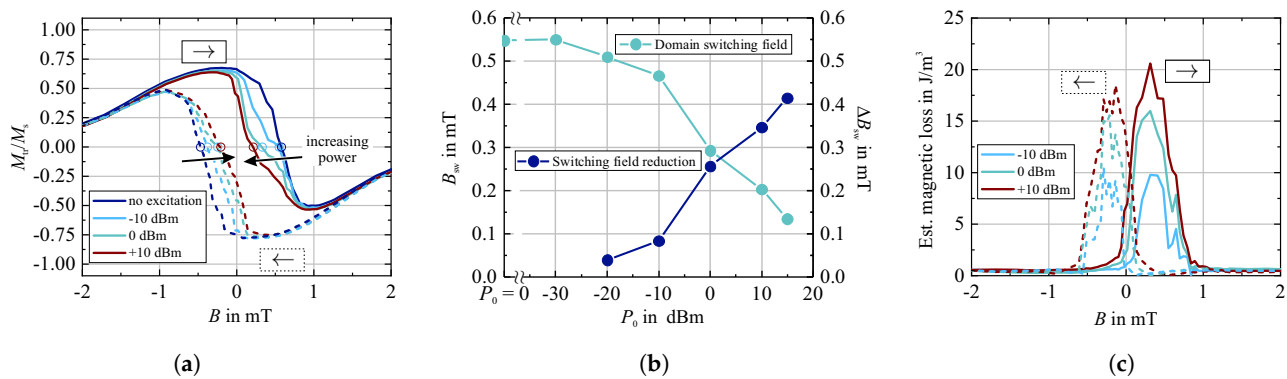 1.00
0.75
0.50
0.25
0.00
-0.25
-0.50
-0.75
-1.00
M_tr/M_s
→
increasing
power
no excitation
-10 dBm
0 dBm
+10 dBm
←
-2 -1 0 1 2
B in mT
(a)
0.6
0.5
0.4
0.3
0.2
0.1
0.0
B_sw in mT
Domain switching field
Switching field reduction
0.6
0.5
0.4
0.3
0.2
0.1
0.0
ΔB_sw in mT
P_0 = 0 -30 -20 -10 0 10 20
P_0 in dBm
(b)
25
20
15
10
5
0
Est. magnetic loss in J/m³
←
→
-10 dBm
0 dBm
+10 dBm
-2 -1 0 1 2
B in mT
(c)